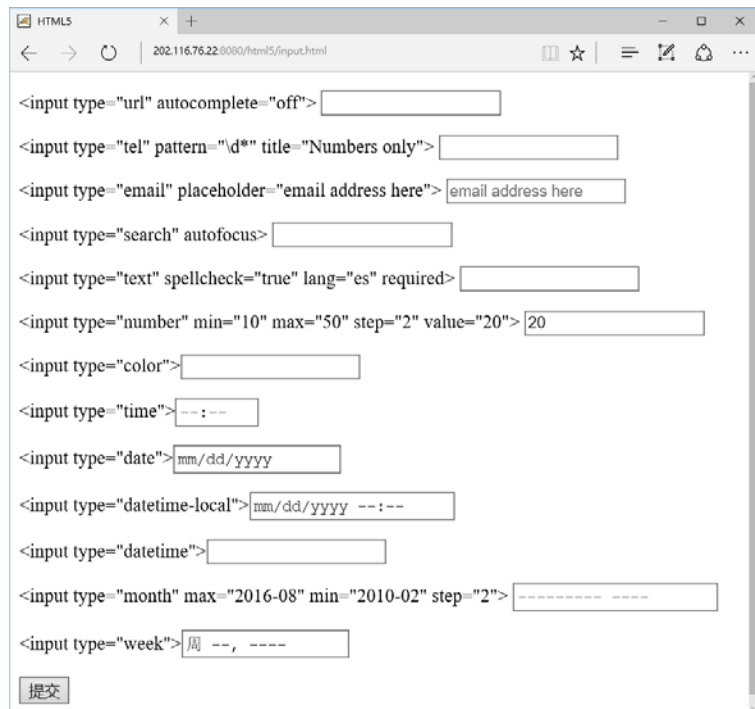 HTML5
202.116.76.22:8080/html5/input.html
<input type="url" autocomplete="off">
<input type="tel" pattern="\d*" title="Numbers only">
<input type="email" placeholder="email address here"> email address here
<input type="search" autofocus>
<input type="text" spellcheck="true" lang="es" required>
<input type="number" min="10" max="50" step="2" value="20"> 20
<input type="color">
<input type="time"> --:--
<input type="date"> mm/dd/yyyy
<input type="datetime-local"> mm/dd/yyyy --:--
<input type="datetime">
<input type="month" max="2016-08" min="2010-02" step="2"> --------- ----
<input type="week"> 周 --, ----
提交